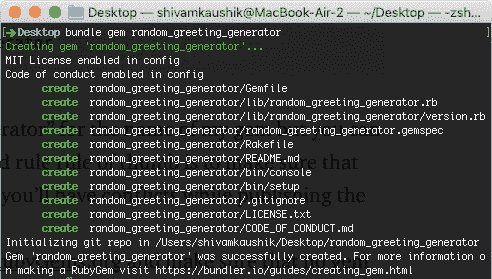 Desktop — shivamkaushik@MacBook-Air-2 — ~/Desktop — -zsh...
[➜ Desktop bundle gem random_greeting_generator ]
Creating gem 'random_greeting_generator'...
MIT License enabled in config
Code of conduct enabled in config
create random_greeting_generator/Gemfile
create random_greeting_generator/lib/random_greeting_generator.rb
create random_greeting_generator/lib/random_greeting_generator/version.rb
create random_greeting_generator/random_greeting_generator.gemspec
create random_greeting_generator/Rakefile
create random_greeting_generator/README.md
create random_greeting_generator/bin/console
create random_greeting_generator/bin/setup
create random_greeting_generator/.gitignore
create random_greeting_generator/LICENSE.txt
create random_greeting_generator/CODE_OF_CONDUCT.md
Initializing git repo in /Users/shivamkaushik/Desktop/random_greeting_generator
Gem 'random_greeting_generator' was successfully created. For more information o
n making a RubyGem visit https://bundler.io/guides/creating_gem.html